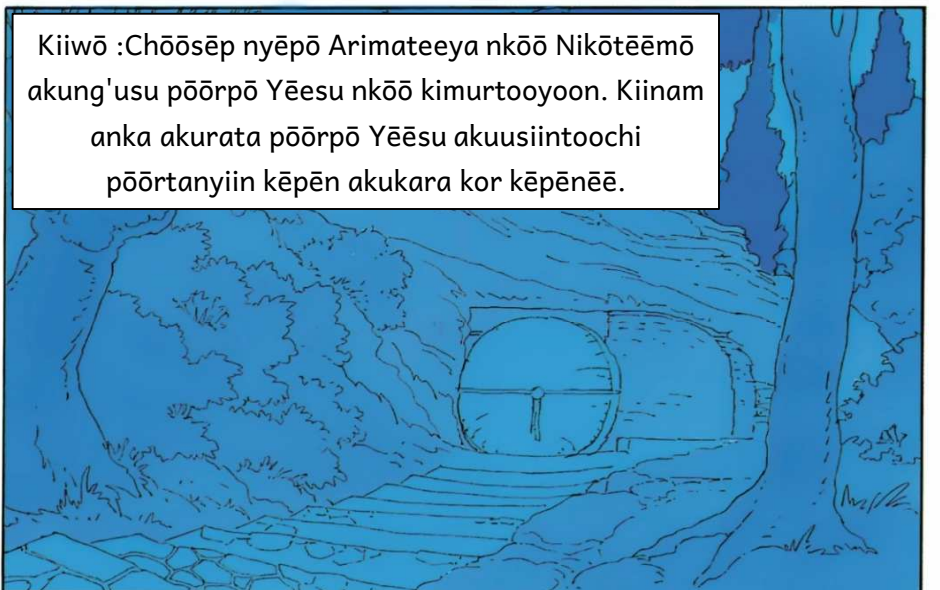 Kiiwō :Chōōsēp nyēpō Arimateeya nkōō Nikōtēēmō
akung'usu pōōrpō Yēesu nkōō kimurtooyoon. Kiinam
anka akurata pōōrpō Yēēsu akuusiintoochi
pōōrtanyiin kēpēn akukara kor kēpēnēē.